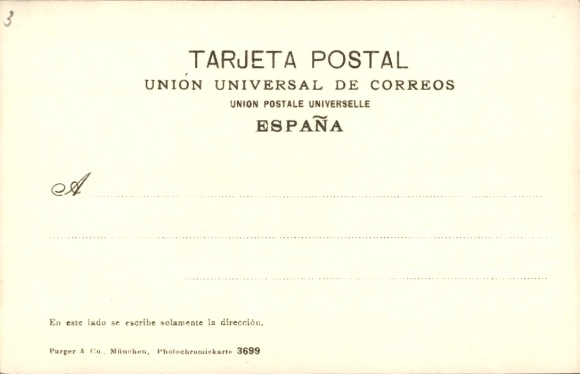 3
TARJETA POSTAL
UNIÓN UNIVERSAL DE CORREOS
UNION POSTALE UNIVERSELLE
ESPAÑA
A
En este lado se escribe solamente la dirección.
Purger & Co., München, Photochromiekarte 3699